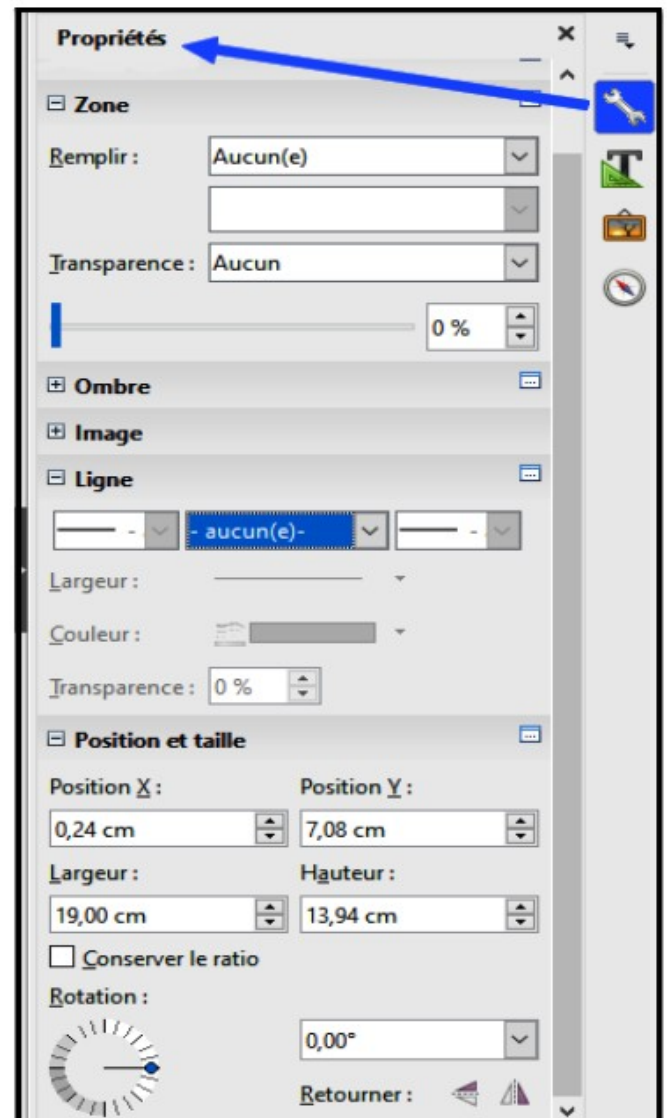 Propriétés
Zone
Remplir : Aucun(e)
Transparence : Aucun
0 %
Ombre
Image
Ligne
- aucun(e)-
Largeur :
Couleur :
Transparence : 0 %
Position et taille
Position X : Position Y :
0,24 cm 7,08 cm
Largeur : Hauteur :
19,00 cm 13,94 cm
Conserver le ratio
Rotation :
0,00°
Retourner :